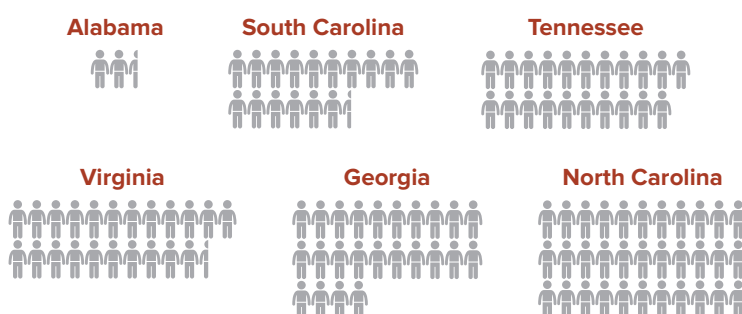 Alabama
South Carolina
Tennessee
Virginia
Georgia
North Carolina